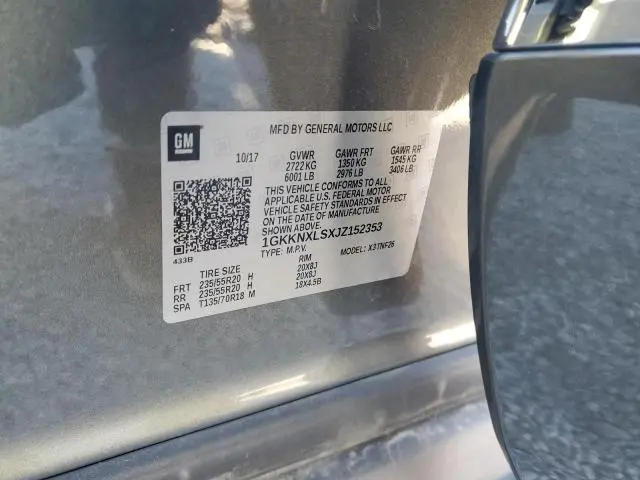 GM
MFD BY GENERAL MOTORS LLC
10/17 GVWR GAWR FRT GAWR RR
2722 KG 1350 KG 1545 KG
6001 LB 2976 LB 3406 LB
THIS VEHICLE CONFORMS TO ALL
APPLICABLE U.S. FEDERAL MOTOR
VEHICLE SAFETY STANDARDS IN EFFECT
ON THE DATE OF MANUFACTURE
SHOWN ABOVE.
1GKKNXLSXJZ152353
433B
TYPE: M.P.V. MODEL: X3TNF26
TIRE SIZE RIM
FRT 235/55R20 H 20X8J
RR 235/55R20 H 20X8J
SPA T135/70R18 M 18X4.5B